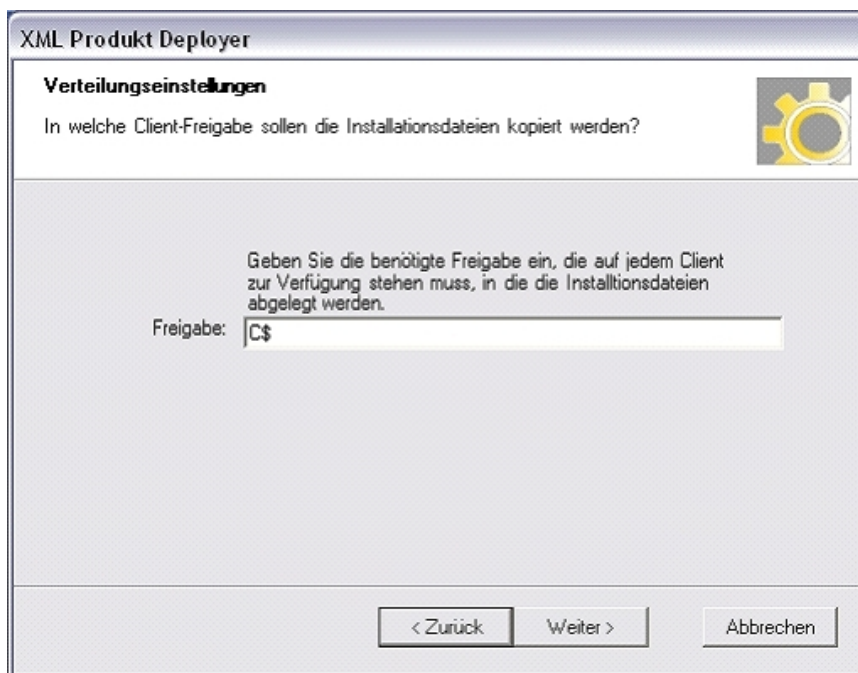 XML Produkt Deployer
Verteilungseinstellungen
In welche Client-Freigabe sollen die Installationsdateien kopiert werden?
Geben Sie die benötigte Freigabe ein, die auf jedem Client
zur Verfügung stehen muss, in die die Installtionsdateien
abgelegt werden.
Freigabe: C$
< Zurück Weiter > Abbrechen